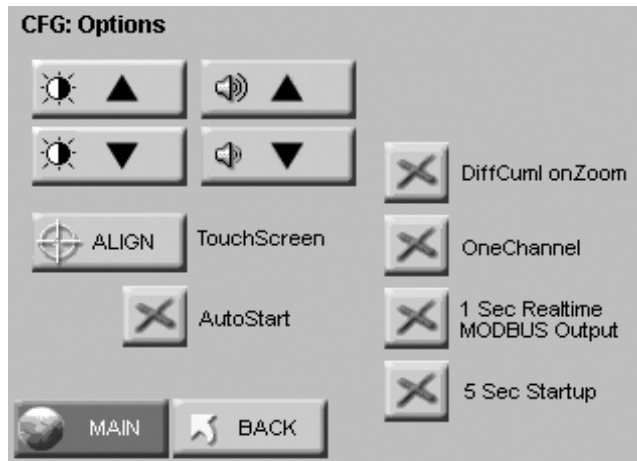 CFG: Options
DiffCuml onZoom
ALIGN
TouchScreen
OneChannel
AutoStart
1 Sec Realtime
MODBUS Output
5 Sec Startup
MAIN
BACK